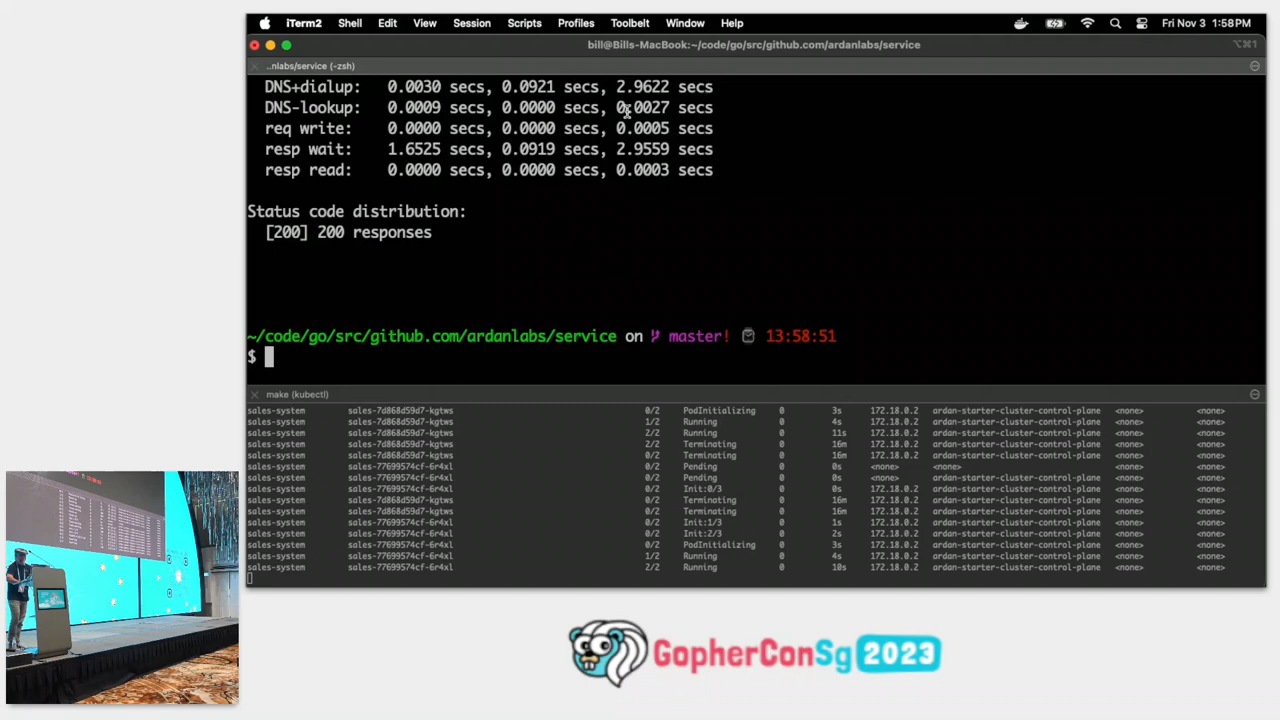 iTerm2 Shell Edit View Session Scripts Profiles Toolbelt Window Help Fri Nov 3 1:58 PM
bill@Bills-MacBook:~/code/go/src/github.com/ardanlabs/service ⌥⌘1
..nlabs/service (-zsh)
DNS+dialup: 0.0030 secs, 0.0921 secs, 2.9622 secs
DNS-lookup: 0.0009 secs, 0.0000 secs, 0.0027 secs
req write: 0.0000 secs, 0.0000 secs, 0.0005 secs
resp wait: 1.6525 secs, 0.0919 secs, 2.9559 secs
resp read: 0.0000 secs, 0.0000 secs, 0.0003 secs
Status code distribution:
[200] 200 responses
~/code/go/src/github.com/ardanlabs/service on master! 13:58:51
$
make (kubectl)
sales-system sales-7d868d59d7-kgtws 0/2 PodInitializing 0 3s 172.18.0.2 ardan-starter-cluster-control-plane <none> <none>
sales-system sales-7d868d59d7-kgtws 1/2 Running 0 4s 172.18.0.2 ardan-starter-cluster-control-plane <none> <none>
sales-system sales-7d868d59d7-kgtws 2/2 Running 0 11s 172.18.0.2 ardan-starter-cluster-control-plane <none> <none>
sales-system sales-7d868d59d7-kgtws 2/2 Terminating 0 16m 172.18.0.2 ardan-starter-cluster-control-plane <none> <none>
sales-system sales-7d868d59d7-kgtws 0/2 Terminating 0 16m 172.18.0.2 ardan-starter-cluster-control-plane <none> <none>
sales-system sales-77699574cf-6r4xl 0/2 Pending 0 0s <none> <none> <none> <none>
sales-system sales-77699574cf-6r4xl 0/2 Pending 0 0s <none> ardan-starter-cluster-control-plane <none> <none>
sales-system sales-77699574cf-6r4xl 0/2 Init:0/3 0 0s 172.18.0.2 ardan-starter-cluster-control-plane <none> <none>
sales-system sales-7d868d59d7-kgtws 0/2 Terminating 0 16m 172.18.0.2 ardan-starter-cluster-control-plane <none> <none>
sales-system sales-7d868d59d7-kgtws 0/2 Terminating 0 16m 172.18.0.2 ardan-starter-cluster-control-plane <none> <none>
sales-system sales-77699574cf-6r4xl 0/2 Init:1/3 0 1s 172.18.0.2 ardan-starter-cluster-control-plane <none> <none>
sales-system sales-77699574cf-6r4xl 0/2 Init:2/3 0 2s 172.18.0.2 ardan-starter-cluster-control-plane <none> <none>
sales-system sales-77699574cf-6r4xl 0/2 PodInitializing 0 3s 172.18.0.2 ardan-starter-cluster-control-plane <none> <none>
sales-system sales-77699574cf-6r4xl 1/2 Running 0 4s 172.18.0.2 ardan-starter-cluster-control-plane <none> <none>
sales-system sales-77699574cf-6r4xl 2/2 Running 0 10s 172.18.0.2 ardan-starter-cluster-control-plane <none> <none>
GopherConSg 2023